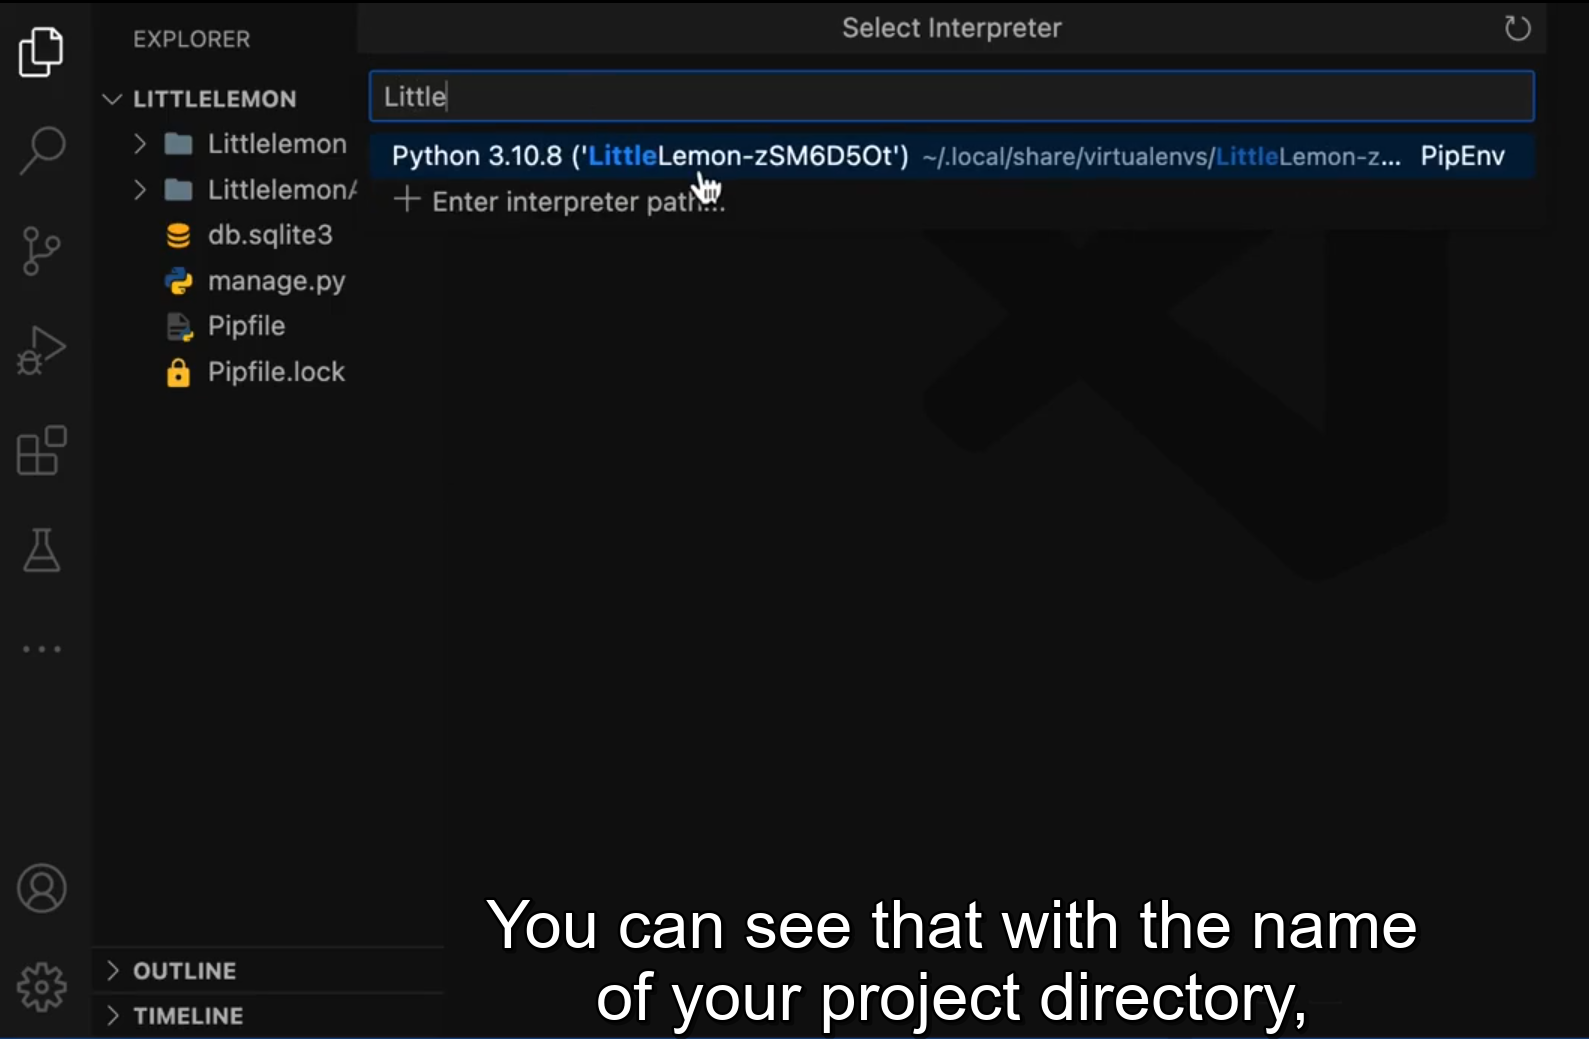 EXPLORER
Select Interpreter
LITTLELEMON
Little
Littlelemon
Python 3.10.8 ('LittleLemon-zSM6D5Ot') ~/.local/share/virtualenvs/LittleLemon-z... PipEnv
LittlelemonA
Enter interpreter path...
db.sqlite3
manage.py
Pipfile
Pipfile.lock
OUTLINE
TIMELINE
You can see that with the name
of your project directory,